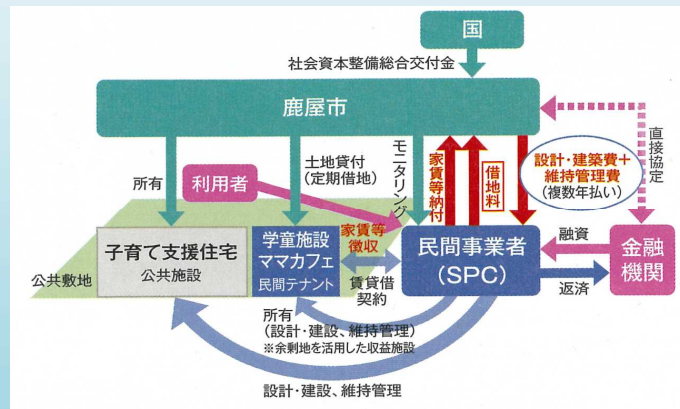 国
社会資本整備総合交付金
鹿屋市
所有
利用者
土地貸付
(定期借地)
モニタリング
家賃等納付
借地料
設計・建築費+
維持管理費
(複数年払い)
直接協定
公共敷地
子育て支援住宅
公共施設
学童施設
ママカフェ
民間テナント
家賃等
徴収
賃貸借
契約
民間事業者
(SPC)
融資
返済
金融
機関
所有
(設計・建設、維持管理)
※余剰地を活用した収益施設
設計・建設、維持管理